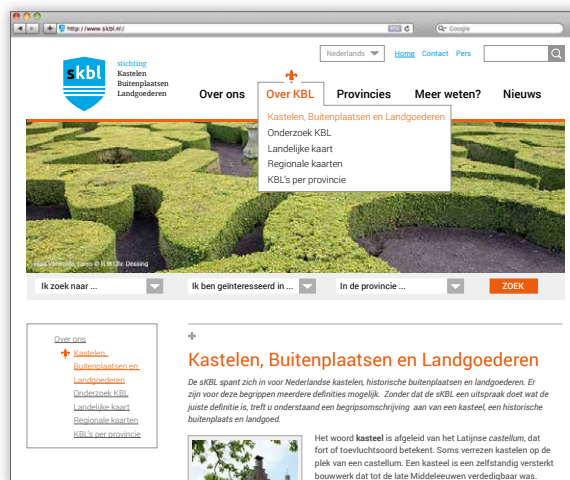 http://www.skbl.nl/
RSS
Google
Nederlands
Home Contact Pers
skbl
stichting
Kastelen
Buitenplaatsen
Landgoederen
Over ons Over KBL Provincies Meer weten? Nieuws
Kastelen, Buitenplaatsen en Landgoederen
Onderzoek KBL
Landelijke kaart
Regionale kaarten
KBL's per provincie
Loren © R.W.Chr. Dessing
Ik zoek naar ... Ik ben geïnteresseerd in ... In de provincie ... ZOEK
Over ons
Kastelen,
Buitenplaatsen en
Landgoederen
Onderzoek KBL
Landelijke kaart
Regionale kaarten
KBL's per provincie
Kastelen, Buitenplaatsen en Landgoederen
De sKBL spant zich in voor Nederlandse kastelen, historische buitenplaatsen en landgoederen. Er
zijn voor deze begrippen meerdere definities mogelijk. Zonder dat de sKBL een uitspraak doet wat de
juiste definitie is, treft u onderstaand een begripsomschrijving aan van een kasteel, een historische
buitenplaats en landgoed.
Het woord kasteel is afgeleid van het Latijnse castellum, dat
fort of toevluchtsoord betekent. Soms verrezen kastelen op de
plek van een castellum. Een kasteel is een zelfstandig versterkt
bouwwerk dat tot de late Middeleeuwen verdedigbaar was.